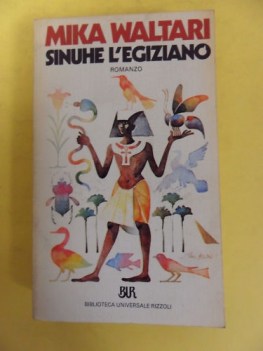 MIKA WALTARI
SINUHE L'EGIZIANO
ROMANZO
BUR
BIBLIOTECA UNIVERSALE RIZZOLI